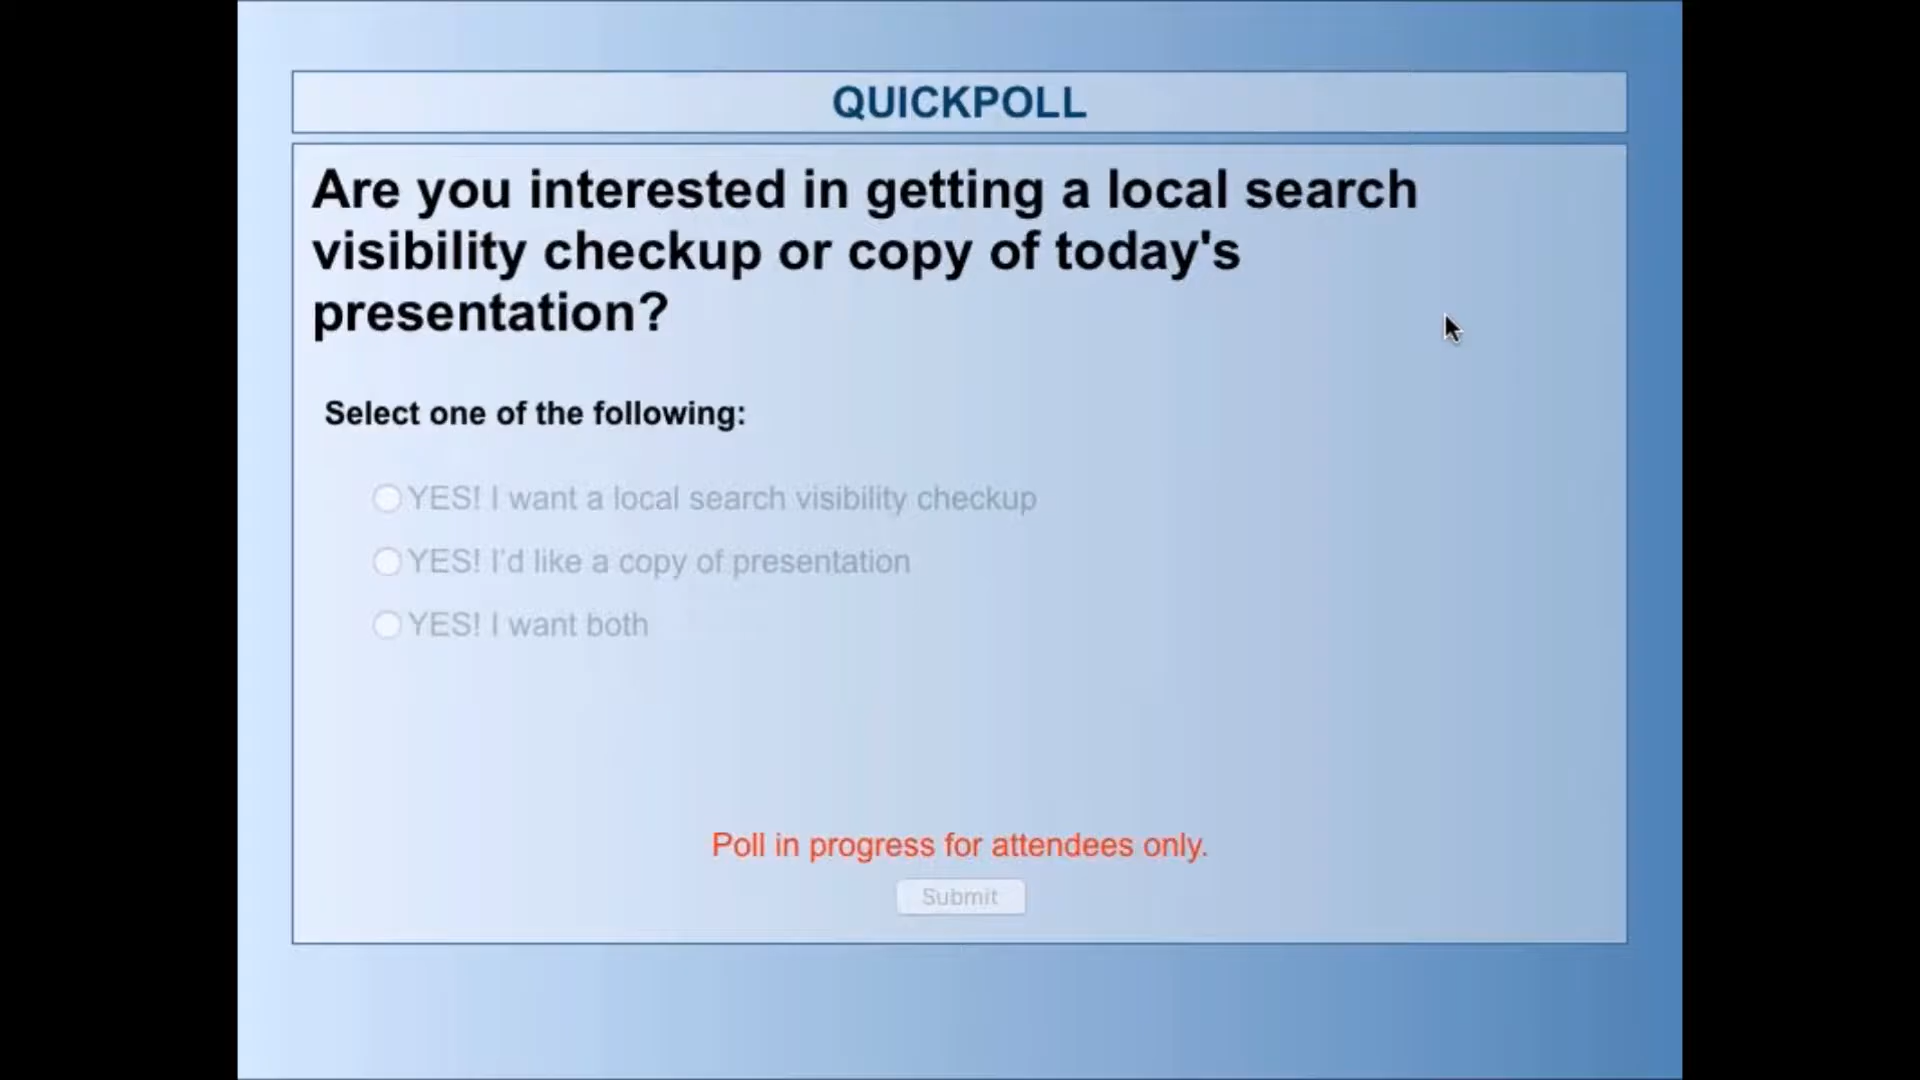 QUICKPOLL
Are you interested in getting a local search
visibility checkup or copy of today's
presentation?
Select one of the following:
YES! I want a local search visibility checkup
YES! I'd like a copy of presentation
YES! I want both
Poll in progress for attendees only.
Submit